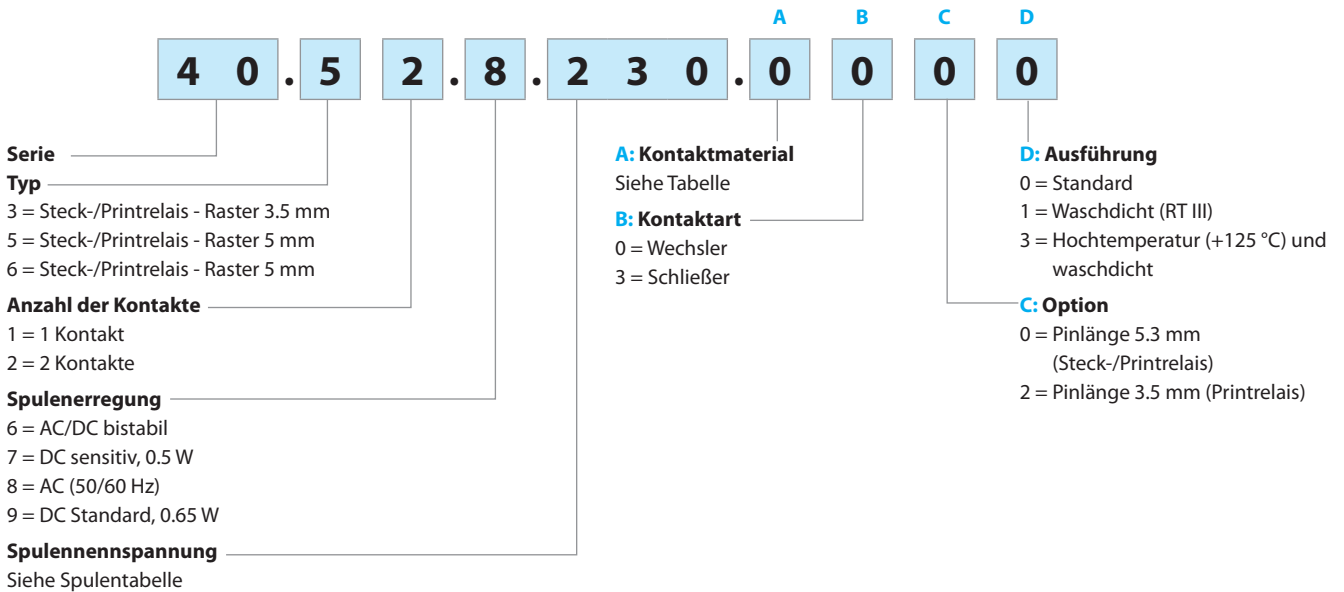 A B C D
4 0 . 5 2 . 8 . 2 3 0 . 0 0 0 0
Serie
Typ
3 = Steck-/Printrelais - Raster 3.5 mm
5 = Steck-/Printrelais - Raster 5 mm
6 = Steck-/Printrelais - Raster 5 mm
Anzahl der Kontakte
1 = 1 Kontakt
2 = 2 Kontakte
Spulenerregung
6 = AC/DC bistabil
7 = DC sensitiv, 0.5 W
8 = AC (50/60 Hz)
9 = DC Standard, 0.65 W
Spulennennspannung
Siehe Spulentabelle
A: Kontaktmaterial
Siehe Tabelle
B: Kontaktart
0 = Wechsler
3 = Schließer
D: Ausführung
0 = Standard
1 = Waschdicht (RT III)
3 = Hochtemperatur (+125 °C) und
waschdicht
C: Option
0 = Pinlänge 5.3 mm
(Steck-/Printrelais)
2 = Pinlänge 3.5 mm (Printrelais)